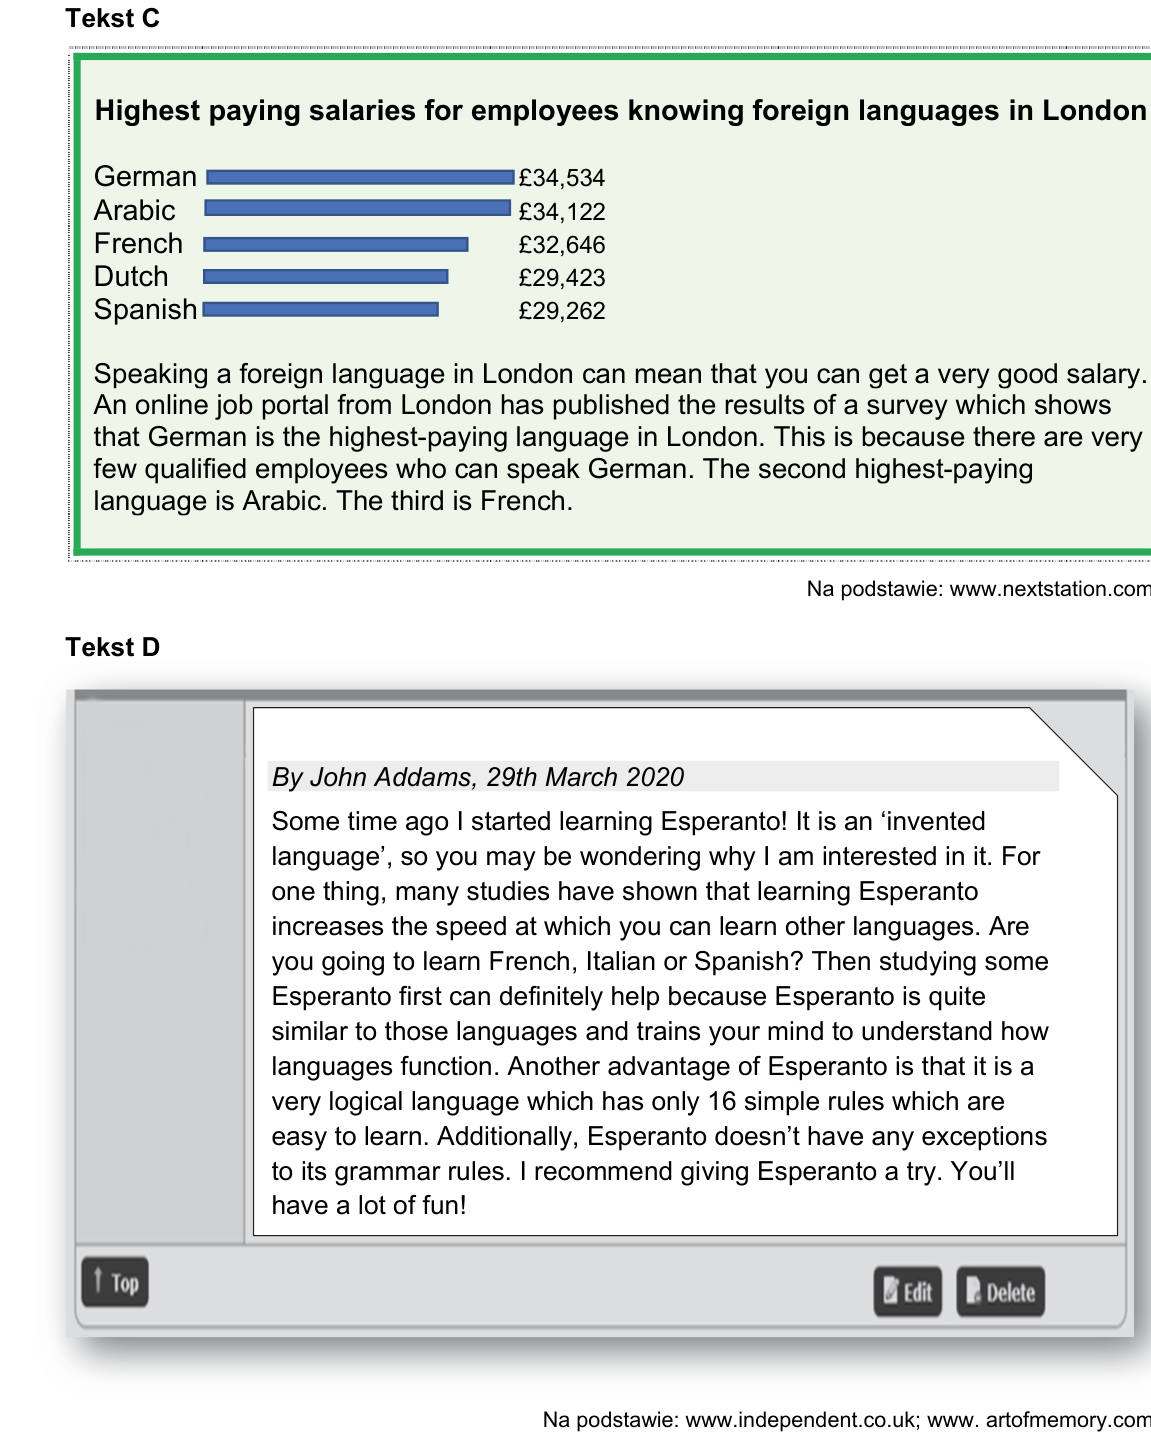 Tekst C
Highest paying salaries for employees knowing foreign languages in London
German £34,534
Arabic £34,122
French £32,646
Dutch £29,423
Spanish £29,262
Speaking a foreign language in London can mean that you can get a very good salary.
An online job portal from London has published the results of a survey which shows
that German is the highest-paying language in London. This is because there are very
few qualified employees who can speak German. The second highest-paying
language is Arabic. The third is French.
Na podstawie: www.nextstation.com
Tekst D
By John Addams, 29th March 2020
Some time ago I started learning Esperanto! It is an ‘invented
language’, so you may be wondering why I am interested in it. For
one thing, many studies have shown that learning Esperanto
increases the speed at which you can learn other languages. Are
you going to learn French, Italian or Spanish? Then studying some
Esperanto first can definitely help because Esperanto is quite
similar to those languages and trains your mind to understand how
languages function. Another advantage of Esperanto is that it is a
very logical language which has only 16 simple rules which are
easy to learn. Additionally, Esperanto doesn’t have any exceptions
to its grammar rules. I recommend giving Esperanto a try. You’ll
have a lot of fun!
Top
Edit Delete
Na podstawie: www.independent.co.uk; www. artofmemory.com